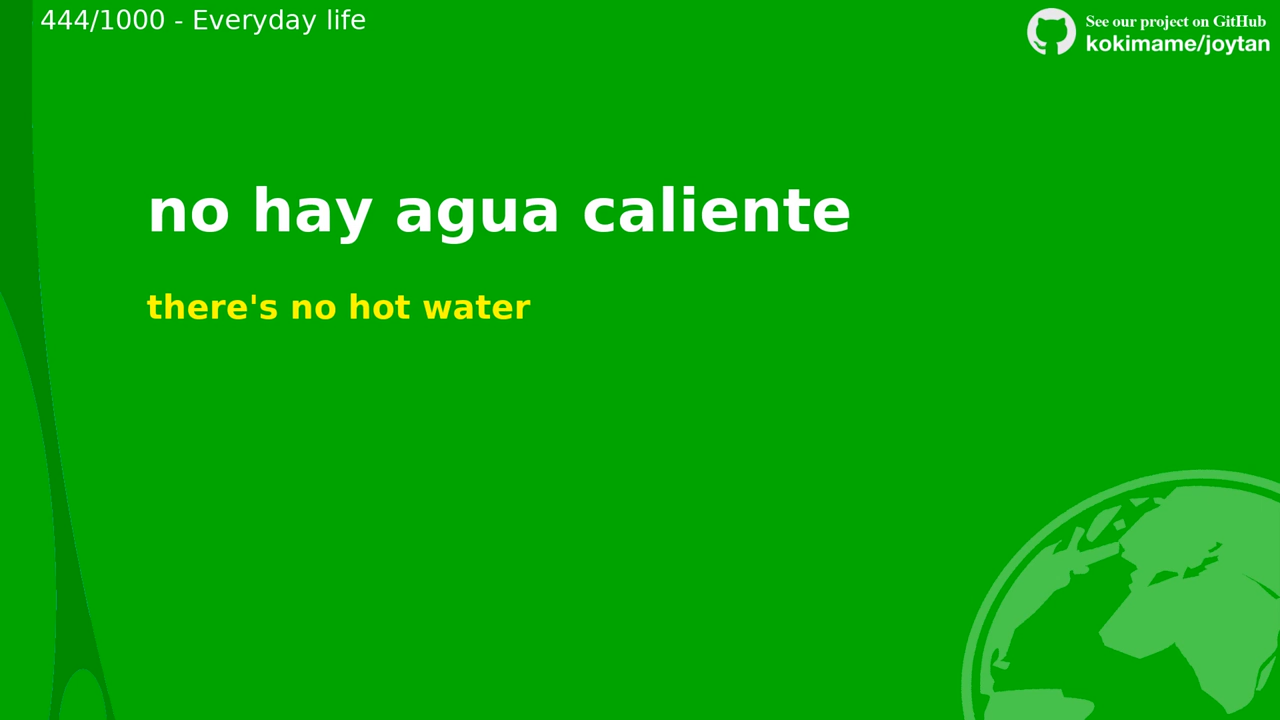 444/1000 - Everyday life
See our project on GitHub
kokimame/joytan
no hay agua caliente
there's no hot water